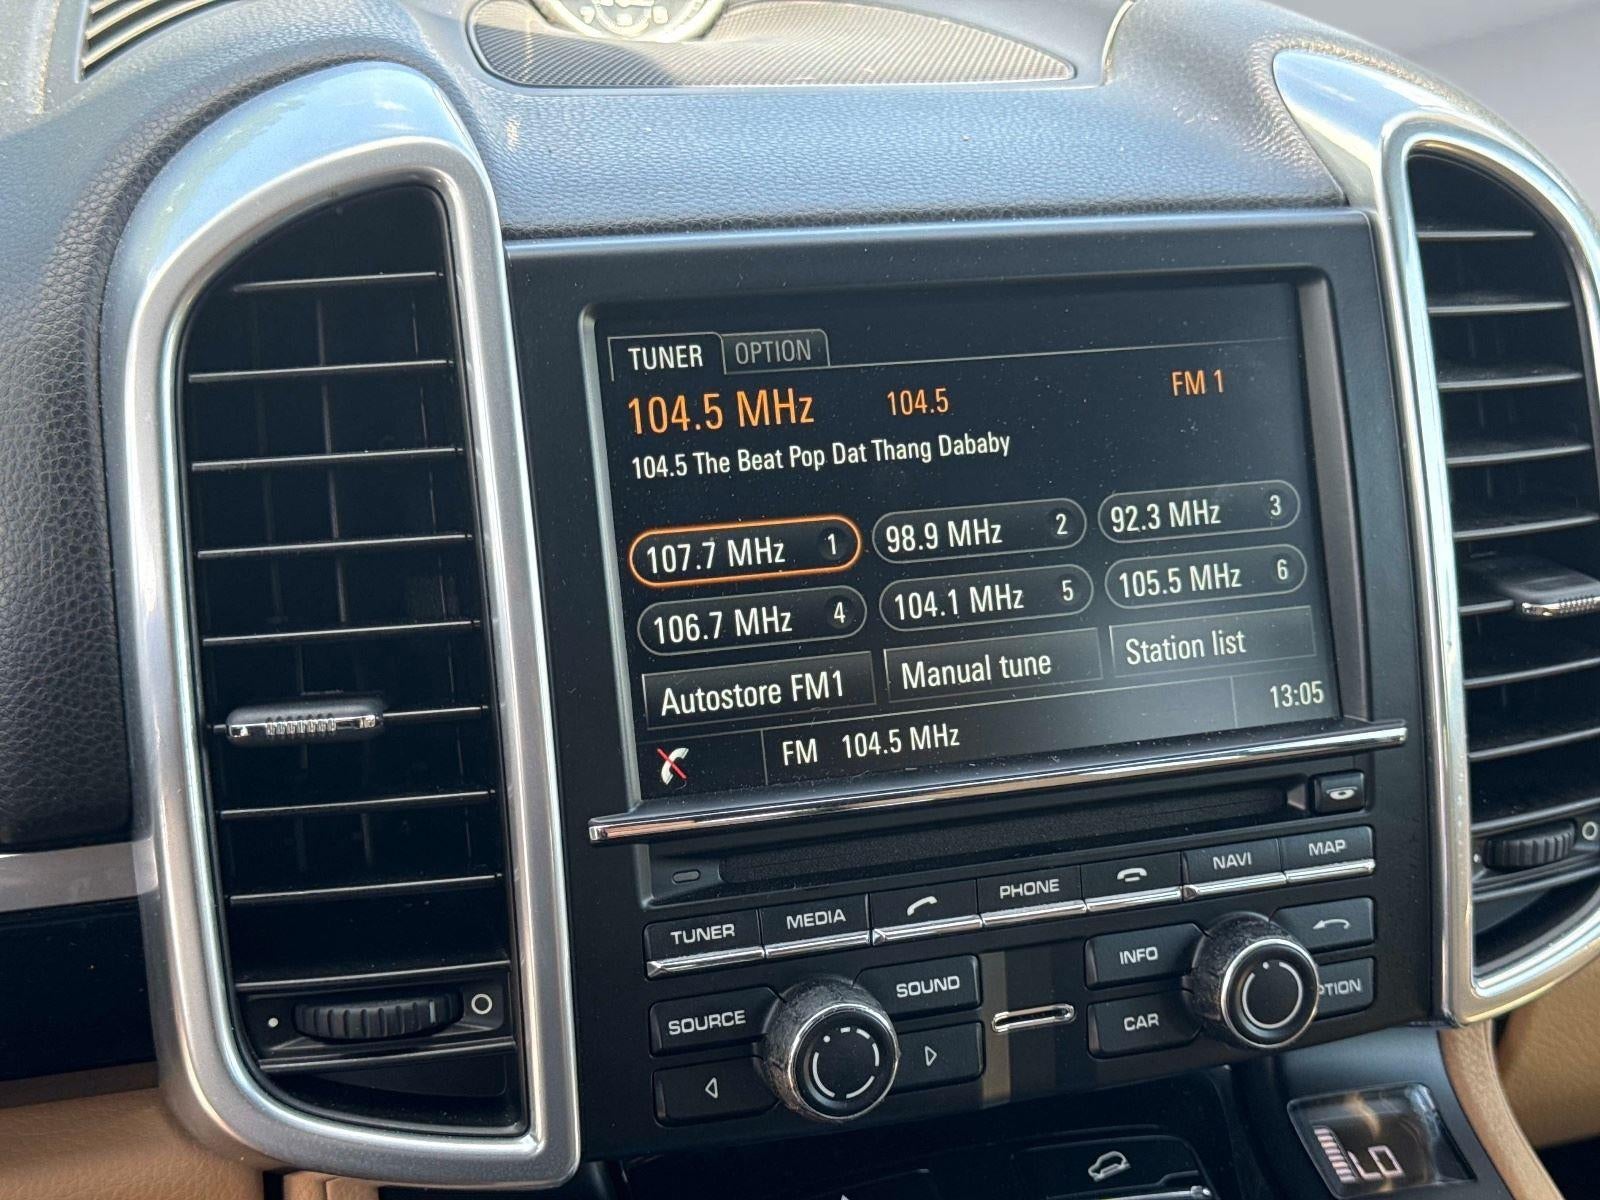 TUNER OPTION
104.5 MHz 104.5 FM 1
104.5 The Beat Pop Dat Thang Dababy
107.7 MHz 1 98.9 MHz 2 92.3 MHz 3
106.7 MHz 4 104.1 MHz 5 105.5 MHz 6
Autostore FM1 Manual tune Station list
FM 104.5 MHz 13:05
TUNER MEDIA PHONE NAVI MAP
SOURCE SOUND INFO PTION
CAR
LO